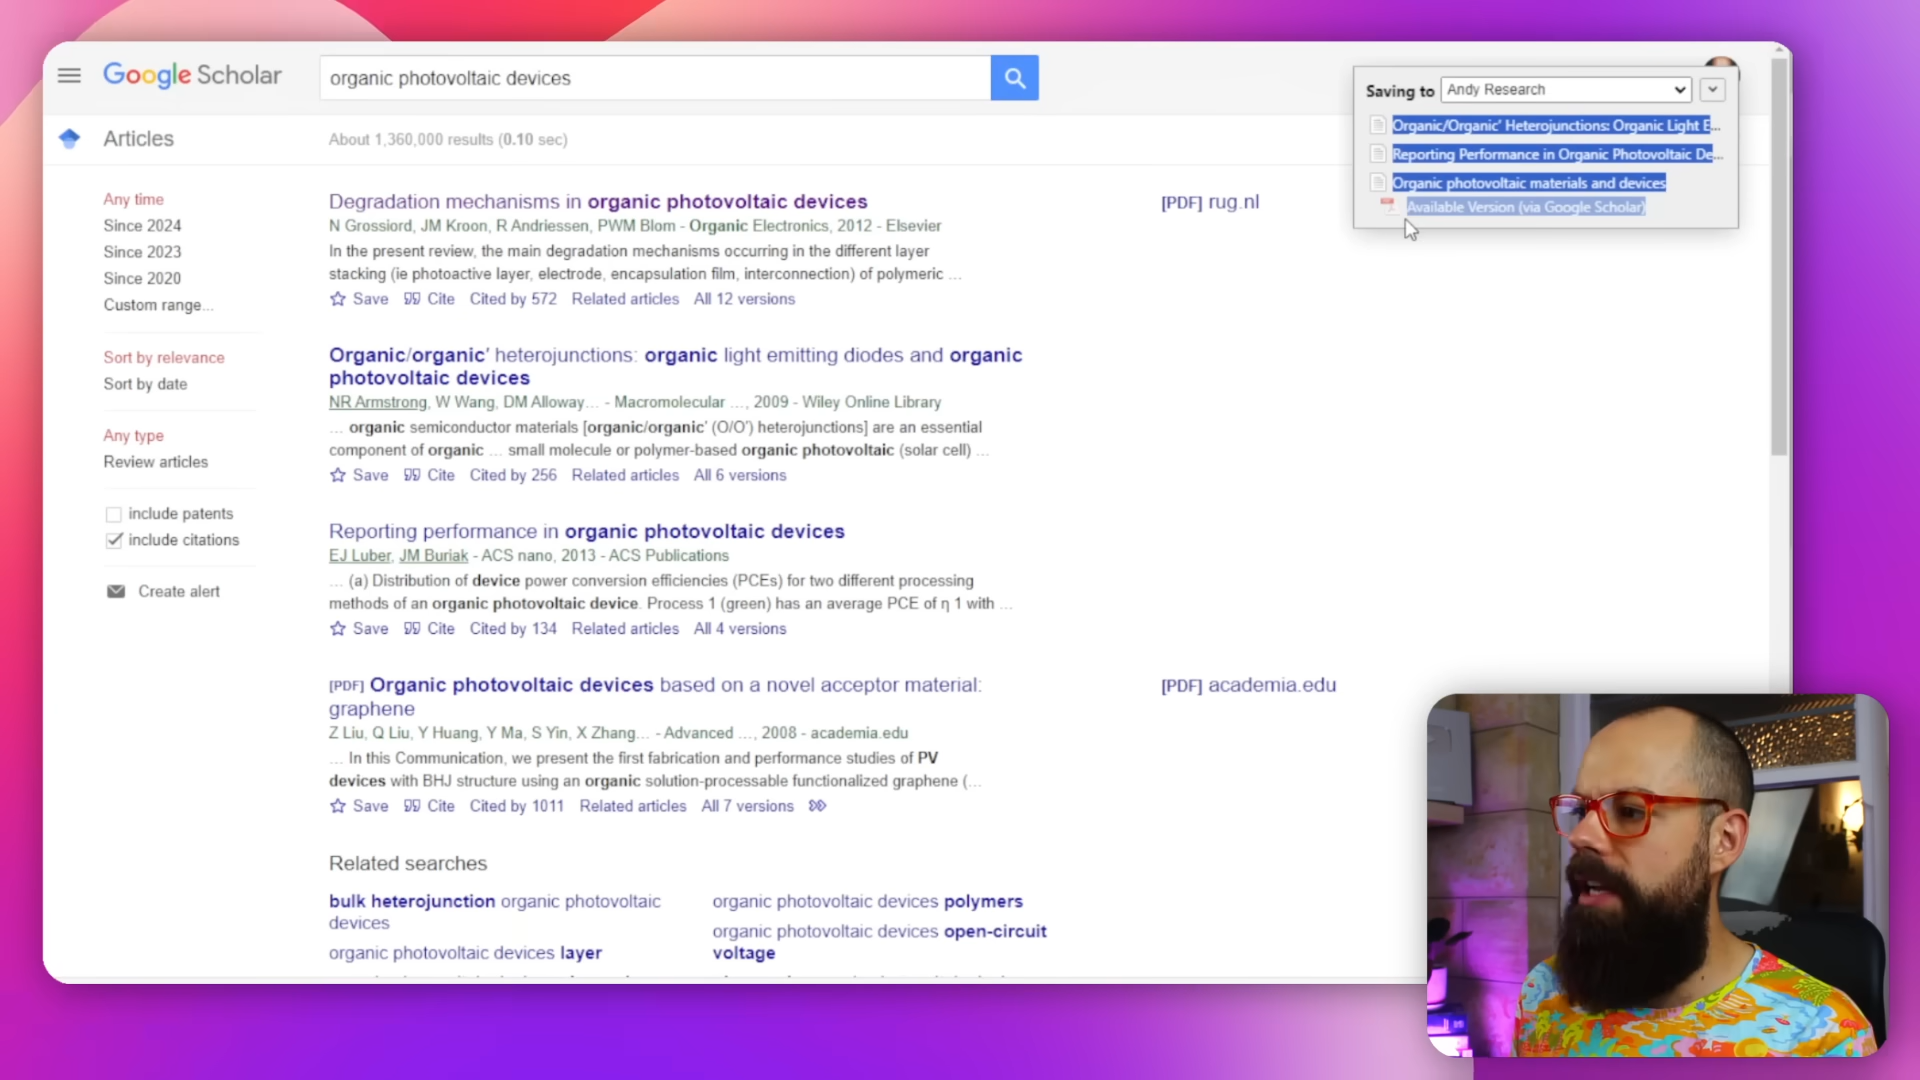 Google Scholar
organic photovoltaic devices
Saving to Andy Research
Organic/Organic' Heterojunctions: Organic Light E...
Reporting Performance in Organic Photovoltaic De...
Organic photovoltaic materials and devices
Available Version (via Google Scholar)
Articles
About 1,360,000 results (0.10 sec)
Any time
Since 2024
Since 2023
Since 2020
Custom range...
Sort by relevance
Sort by date
Any type
Review articles
include patents
include citations
Create alert
Degradation mechanisms in organic photovoltaic devices
N Grossiord, JM Kroon, R Andriessen, PWM Blom - Organic Electronics, 2012 - Elsevier
In the present review, the main degradation mechanisms occurring in the different layer
stacking (ie photoactive layer, electrode, encapsulation film, interconnection) of polymeric ...
Save Cite Cited by 572 Related articles All 12 versions
[PDF] rug.nl
Organic/organic' heterojunctions: organic light emitting diodes and organic
photovoltaic devices
NR Armstrong, W Wang, DM Alloway... - Macromolecular ..., 2009 - Wiley Online Library
... organic semiconductor materials [organic/organic' (O/O') heterojunctions] are an essential
component of organic ... small molecule or polymer-based organic photovoltaic (solar cell) ...
Save Cite Cited by 256 Related articles All 6 versions
Reporting performance in organic photovoltaic devices
EJ Luber, JM Buriak - ACS nano, 2013 - ACS Publications
... (a) Distribution of device power conversion efficiencies (PCEs) for two different processing
methods of an organic photovoltaic device. Process 1 (green) has an average PCE of η 1 with ...
Save Cite Cited by 134 Related articles All 4 versions
[PDF] Organic photovoltaic devices based on a novel acceptor material:
graphene
Z Liu, Q Liu, Y Huang, Y Ma, S Yin, X Zhang... - Advanced ..., 2008 - academia.edu
... In this Communication, we present the first fabrication and performance studies of PV
devices with BHJ structure using an organic solution-processable functionalized graphene (...
Save Cite Cited by 1011 Related articles All 7 versions
[PDF] academia.edu
Related searches
bulk heterojunction organic photovoltaic
devices
organic photovoltaic devices layer
organic photovoltaic devices polymers
organic photovoltaic devices open-circuit
voltage